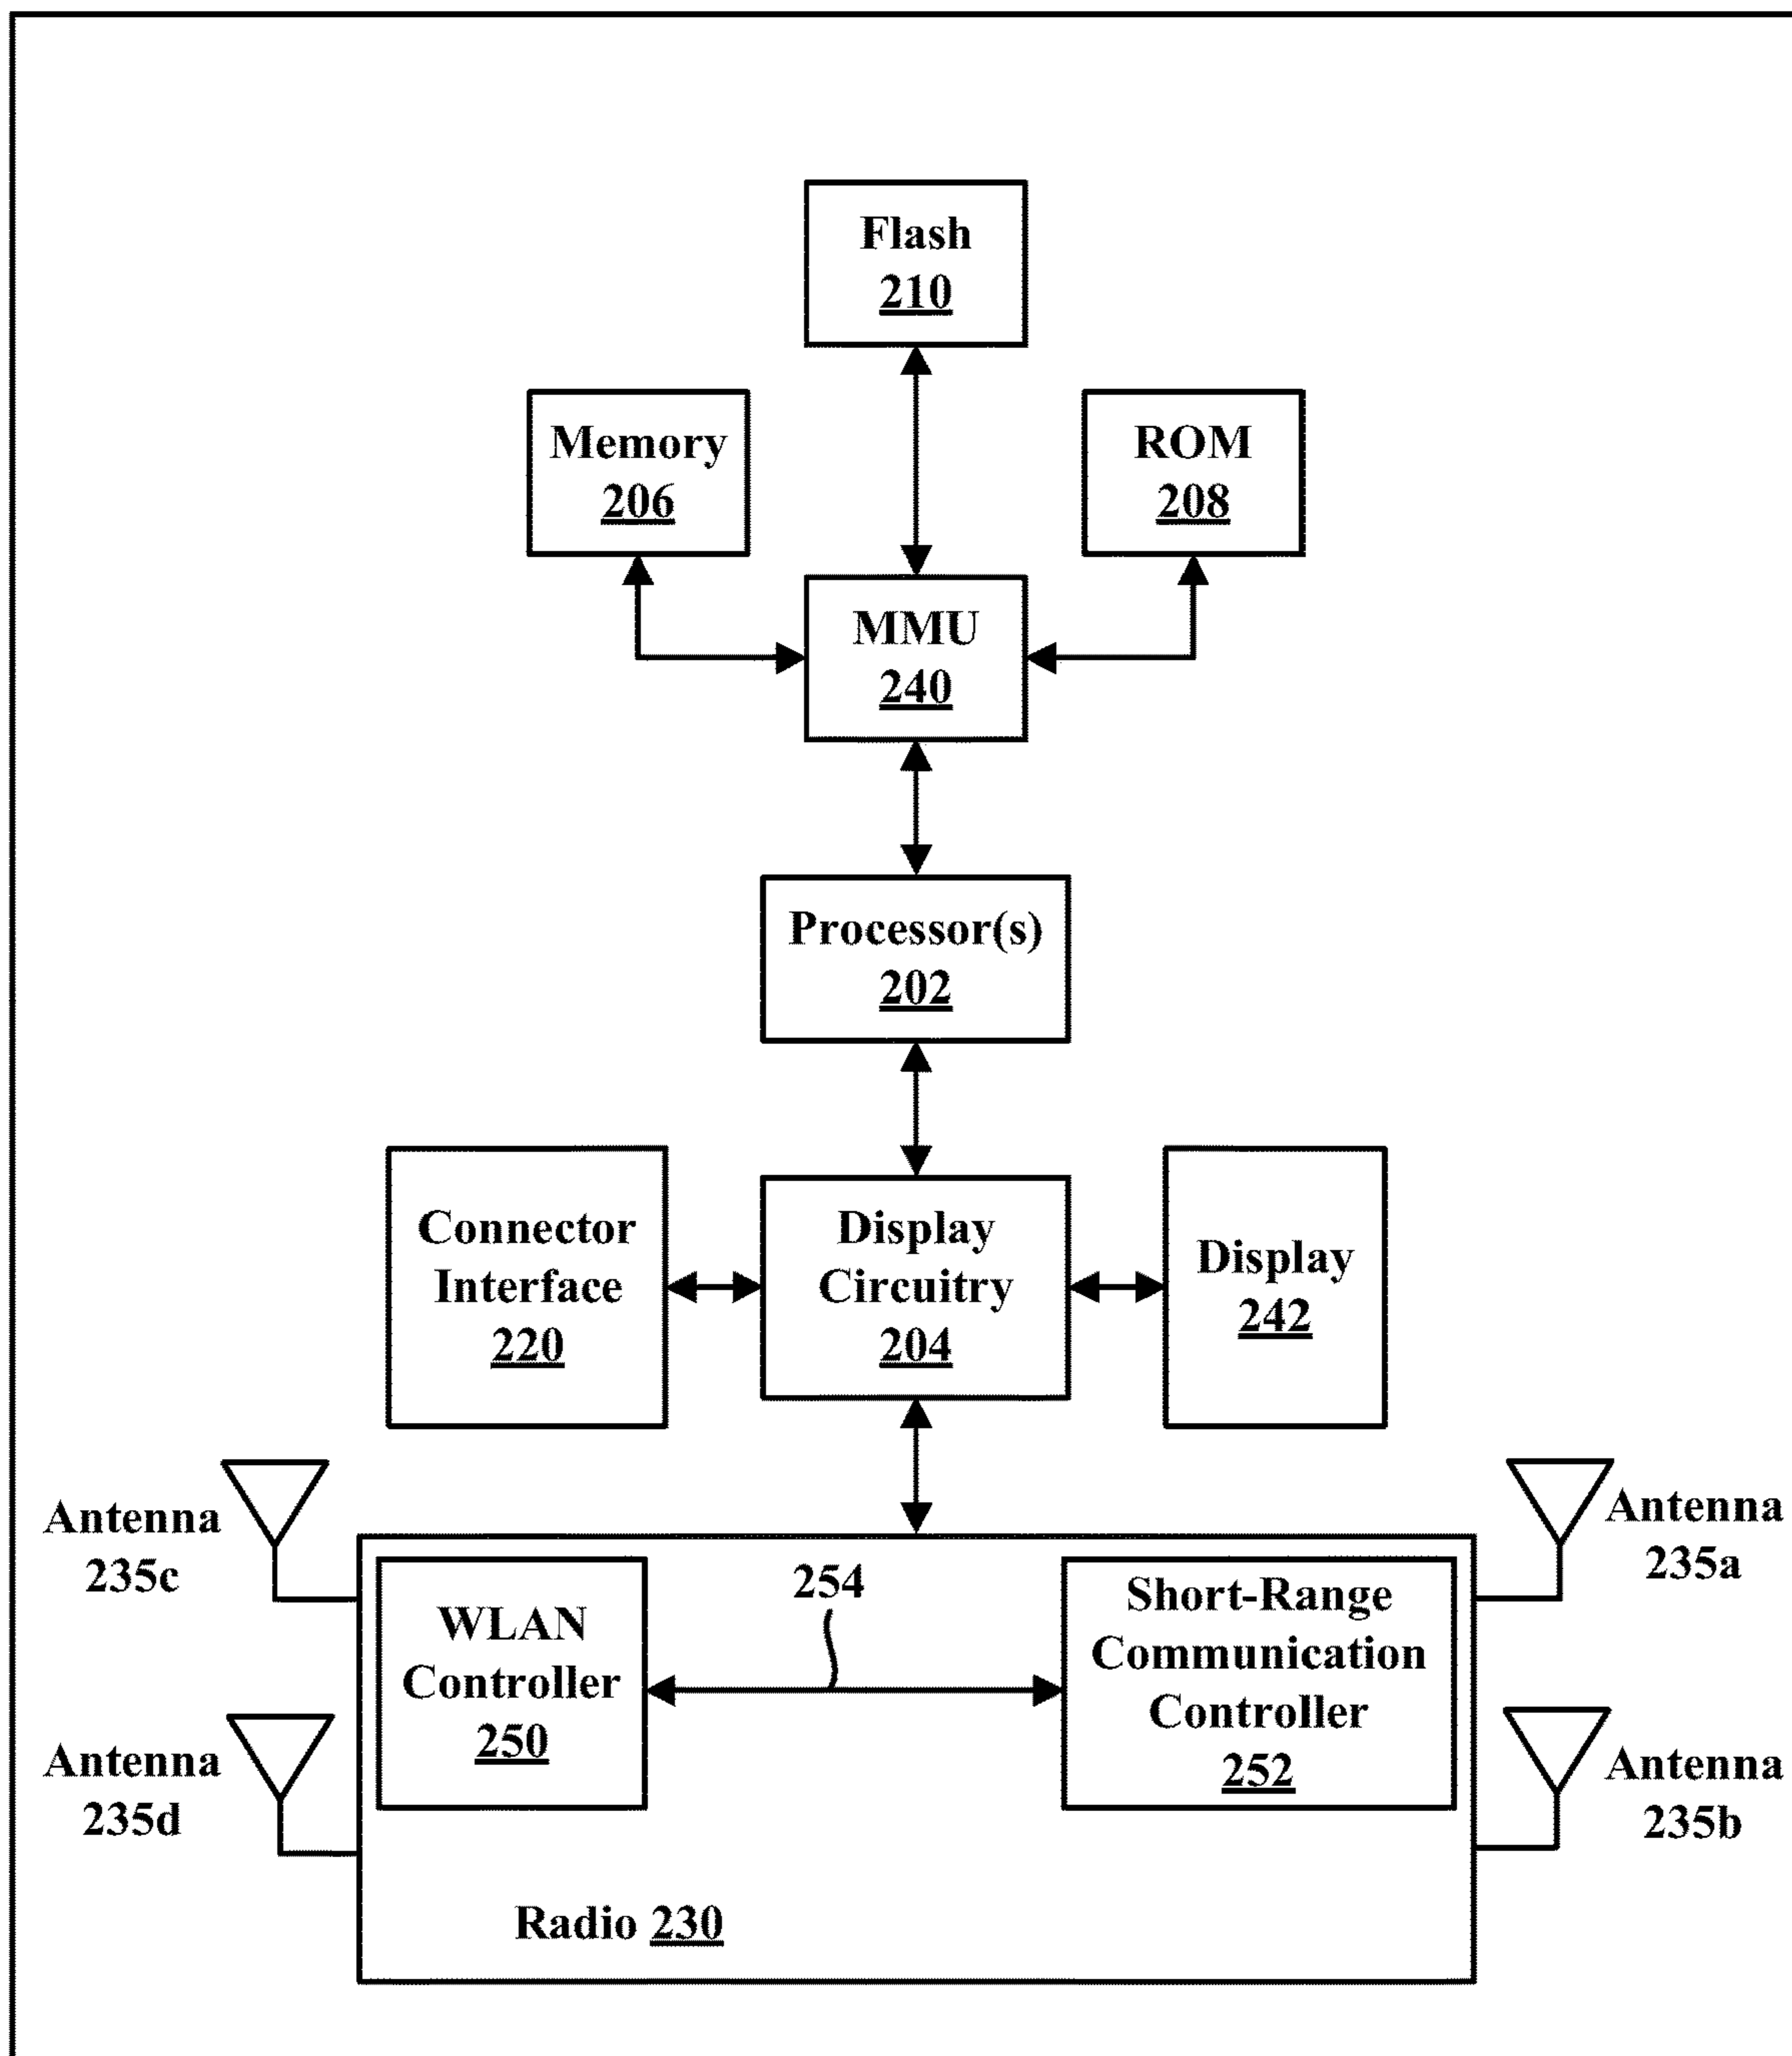 Flash
210
Memory
206
ROM
208
MMU
240
Processor(s)
202
Connector
Interface
220
Display
Circuitry
204
Display
242
Antenna
235c
Antenna
235a
254
WLAN
Controller
250
Short-Range
Communication
Controller
252
Antenna
235d
Antenna
235b
Radio 230